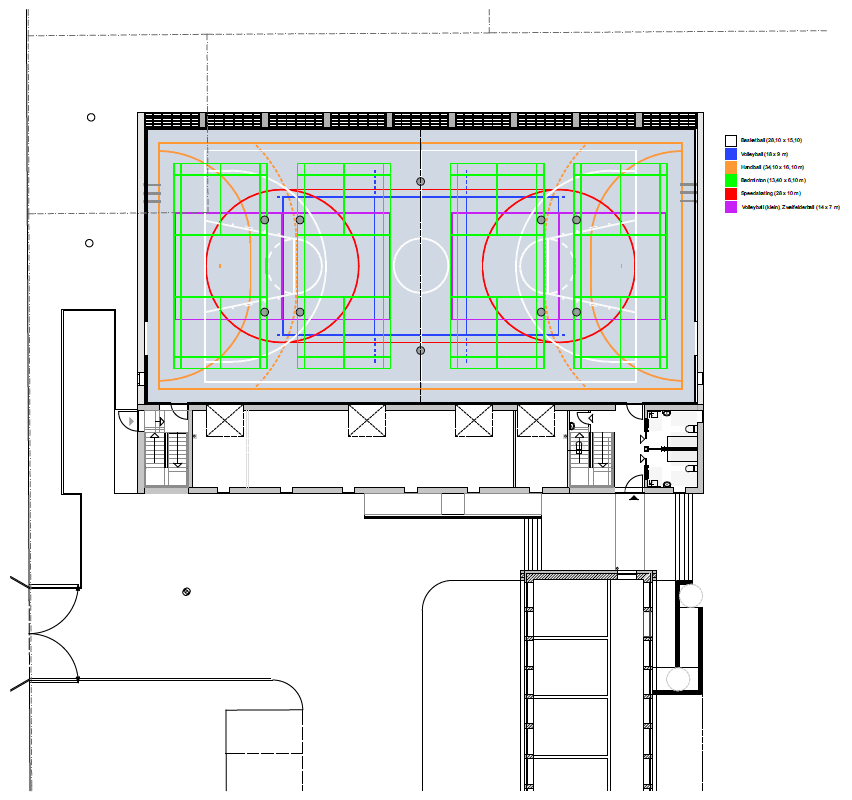 Basketball (28,10 x 15,10)
Volleyball (18 x 9 m)
Handball (34,10 x 16,10 m)
Badminton (13,40 x 6,10 m)
Speedskating (28 x 10 m)
Volleyball (klein) Zweifelderball (14 x 7 m)